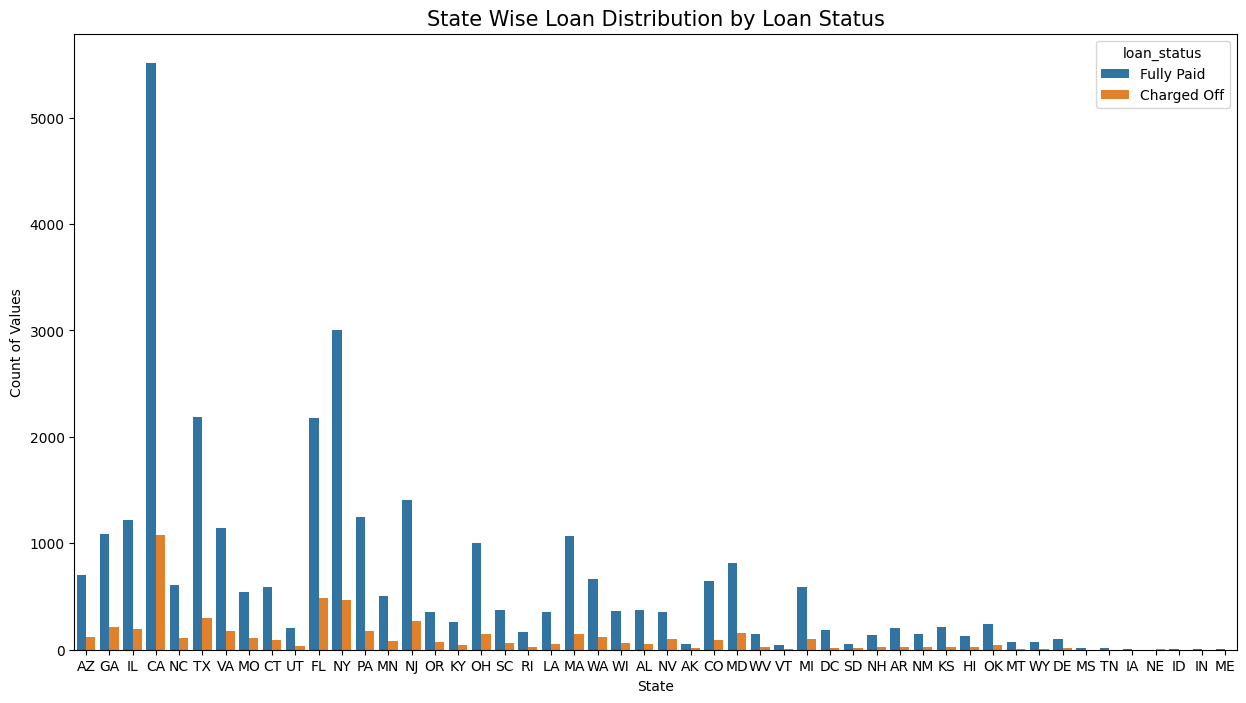 State Wise Loan Distribution by Loan Status
loan_status
Fully Paid
Charged Off
Count of Values
5000
4000
3000
2000
1000
0
AZ GA IL CA NC TX VA MO CT UT FL NY PA MN NJ OR KY OH SC RI LA MA WA WI AL NV AK CO MD WV VT MI DC SD NH AR NM KS HI OK MT WY DE MS TN IA NE ID IN ME
State